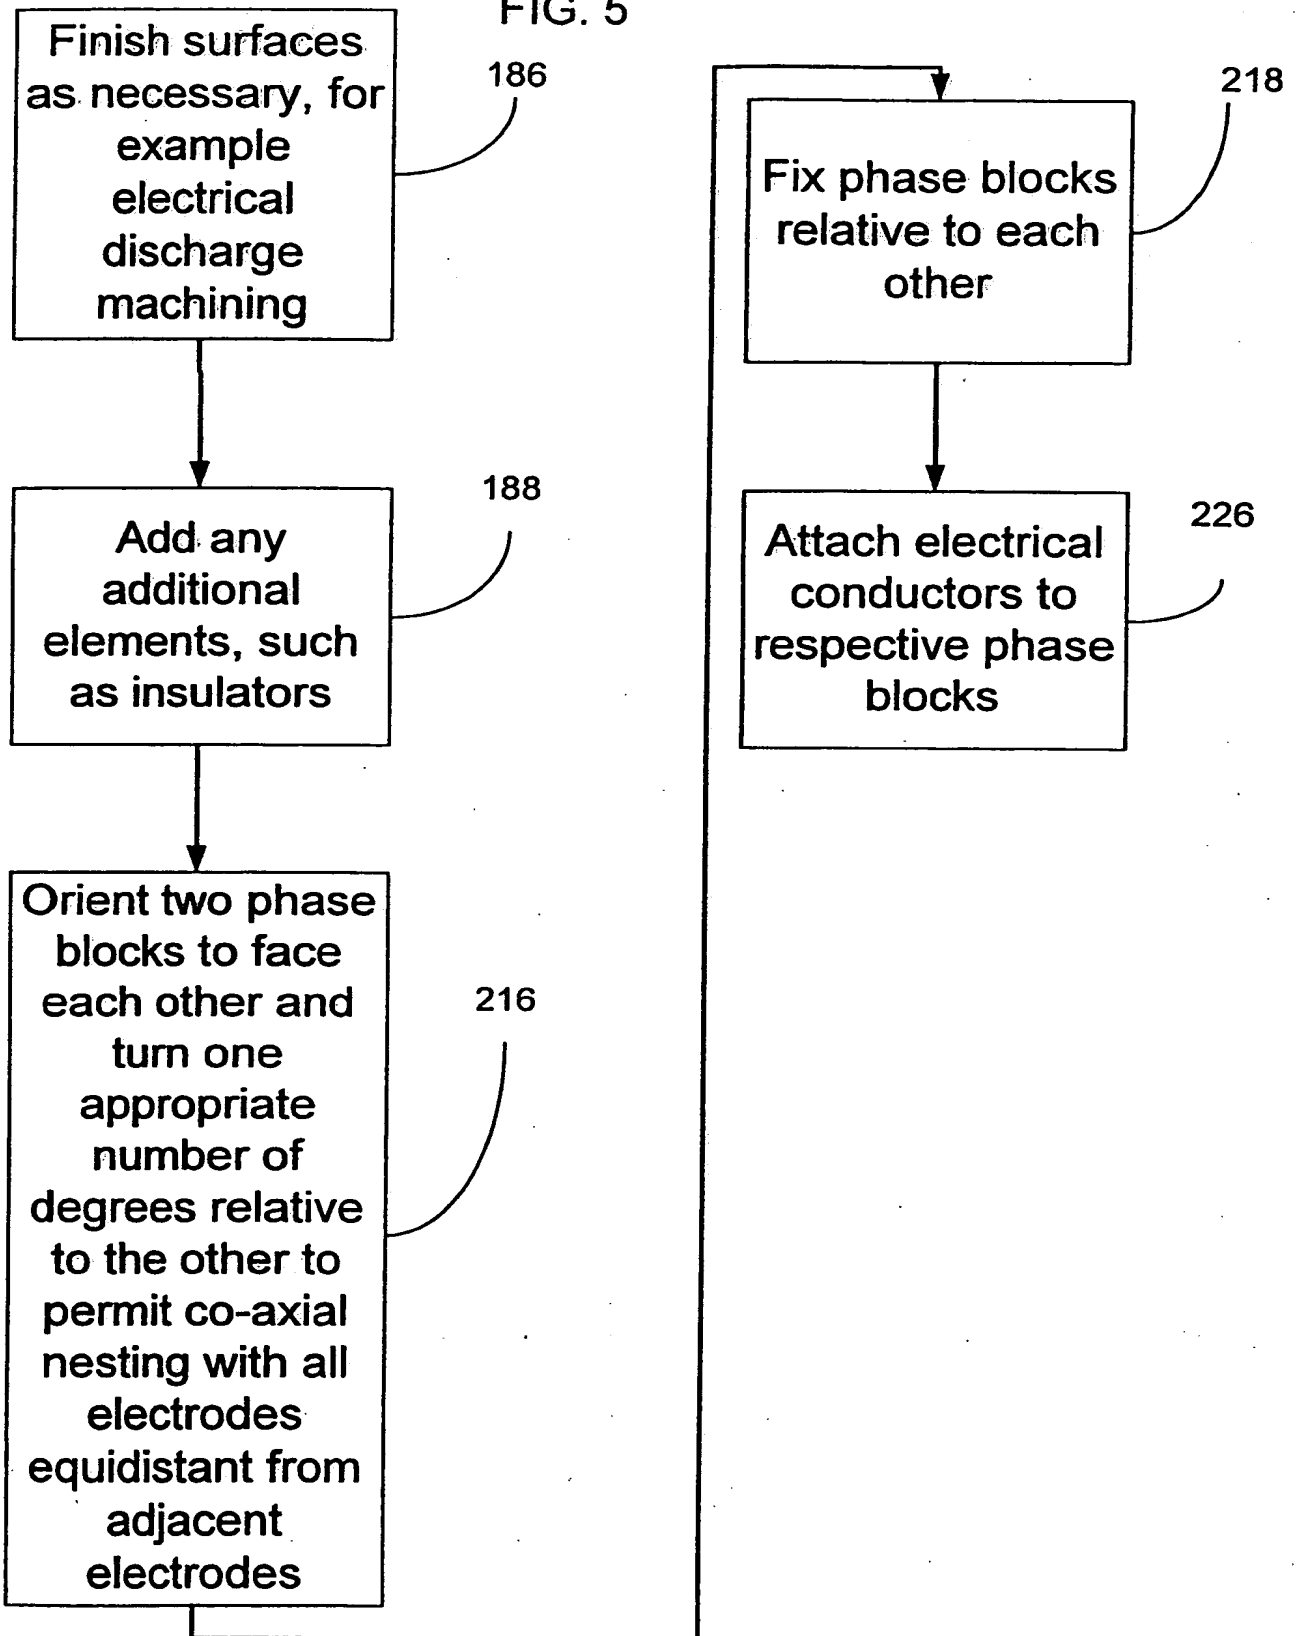 FIG. 5
Finish surfaces
as necessary, for
example
electrical
discharge
machining
186
Add any
additional
elements, such
as insulators
188
Orient two phase
blocks to face
each other and
turn one
appropriate
number of
degrees relative
to the other to
permit co-axial
nesting with all
electrodes
equidistant from
adjacent
electrodes
216
Fix phase blocks
relative to each
other
218
Attach electrical
conductors to
respective phase
blocks
226